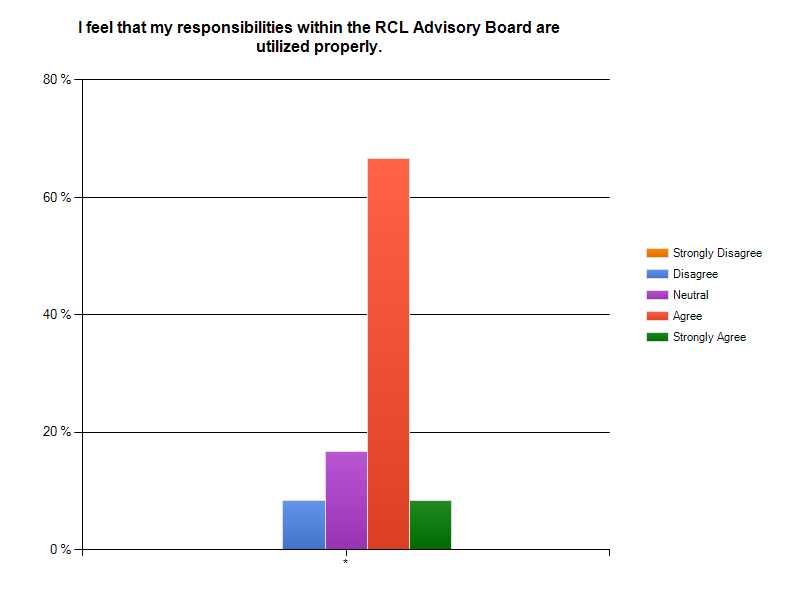 I feel that my responsibilities within the RCL Advisory Board are
utilized properly.
80 %
60 %
40 %
20 %
0 %
*
Strongly Disagree
Disagree
Neutral
Agree
Strongly Agree